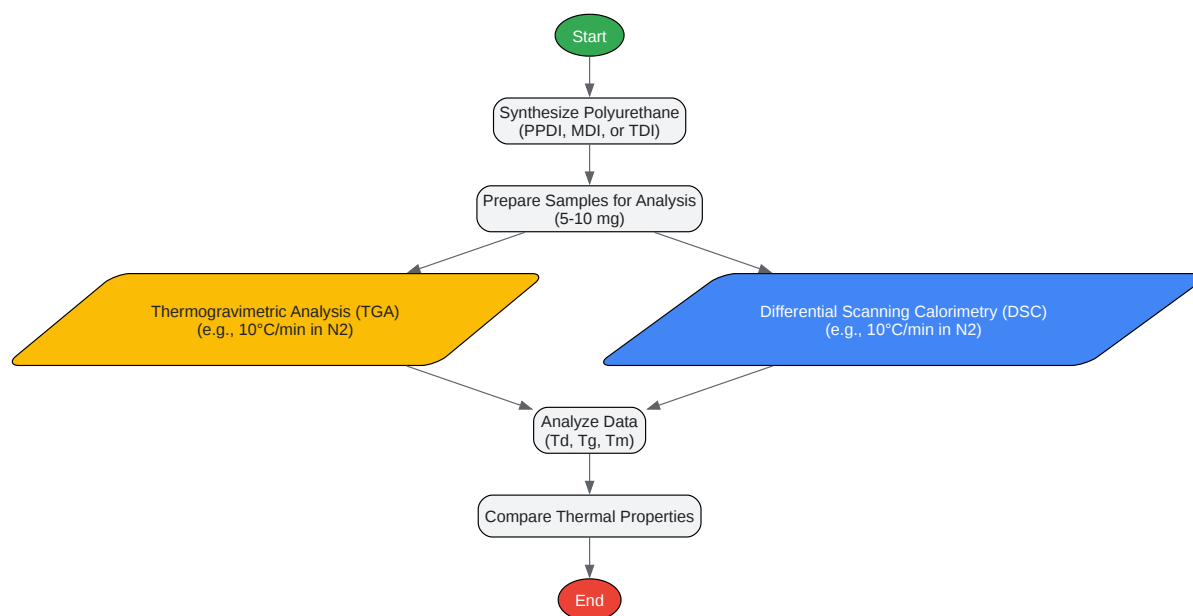 Start
Synthesize Polyurethane
(PPDI, MDI, or TDI)
Prepare Samples for Analysis
(5-10 mg)
Thermogravimetric Analysis (TGA)
(e.g., 10°C/min in N2)
Differential Scanning Calorimetry (DSC)
(e.g., 10°C/min in N2)
Analyze Data
(Td, Tg, Tm)
Compare Thermal Properties
End